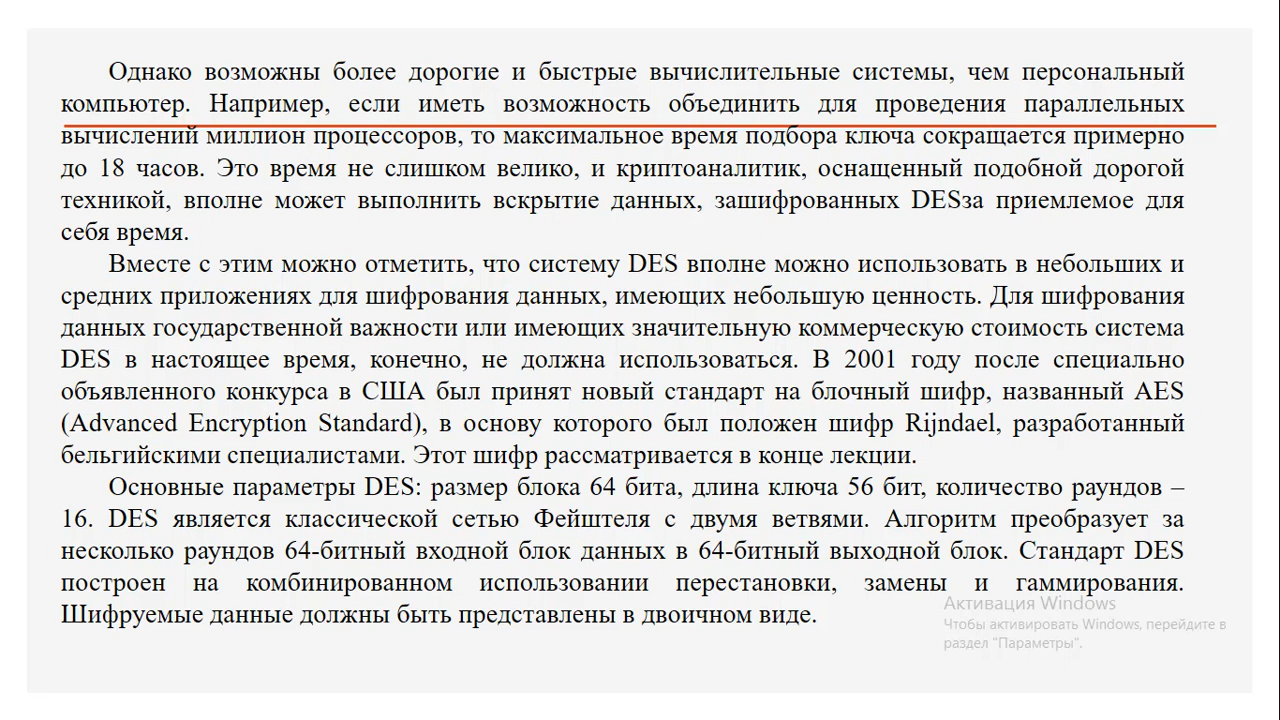 Однако возможны более дорогие и быстрые вычислительные системы, чем персональный
компьютер. Например, если иметь возможность объединить для проведения параллельных
вычислений миллион процессоров, то максимальное время подбора ключа сокращается примерно
до 18 часов. Это время не слишком велико, и криптоаналитик, оснащенный подобной дорогой
техникой, вполне может выполнить вскрытие данных, зашифрованных DESза приемлемое для
себя время.
Вместе с этим можно отметить, что систему DES вполне можно использовать в небольших и
средних приложениях для шифрования данных, имеющих небольшую ценность. Для шифрования
данных государственной важности или имеющих значительную коммерческую стоимость система
DES в настоящее время, конечно, не должна использоваться. В 2001 году после специально
объявленного конкурса в США был принят новый стандарт на блочный шифр, названный AES
(Advanced Encryption Standard), в основу которого был положен шифр Rijndael, разработанный
бельгийскими специалистами. Этот шифр рассматривается в конце лекции.
Основные параметры DES: размер блока 64 бита, длина ключа 56 бит, количество раундов –
16. DES является классической сетью Фейштеля с двумя ветвями. Алгоритм преобразует за
несколько раундов 64-битный входной блок данных в 64-битный выходной блок. Стандарт DES
построен на комбинированном использовании перестановки, замены и гаммирования.
Шифруемые данные должны быть представлены в двоичном виде.
Активация Windows
Чтобы активировать Windows, перейдите в
раздел "Параметры".